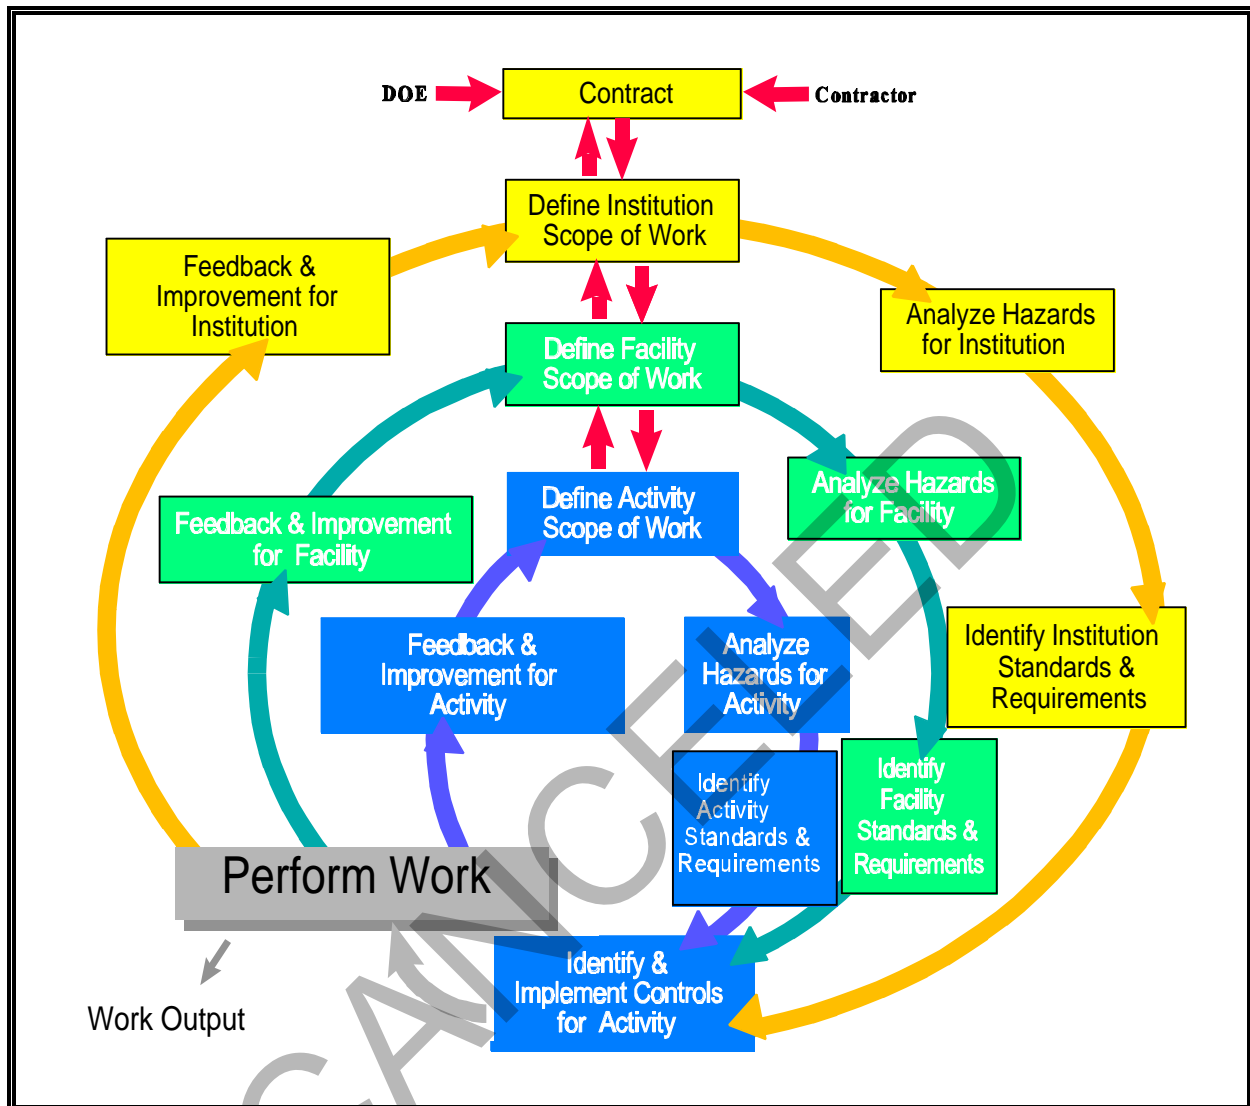 DOE
Contract
Contractor
Define Institution
Scope of Work
Feedback &
Improvement for
Institution
Analyze Hazards
for Institution
Define Facility
Scope of Work
Define Activity
Scope of Work
Analyze Hazards
for Facility
Feedback & Improvement
for Facility
Feedback &
Improvement for
Activity
Analyze
Hazards for
Activity
Identify Institution
Standards &
Requirements
Identify
Activity
Standards &
Requirements
Identify
Facility
Standards &
Requirements
Perform Work
Identify &
Implement Controls
for Activity
Work Output
CANCELED